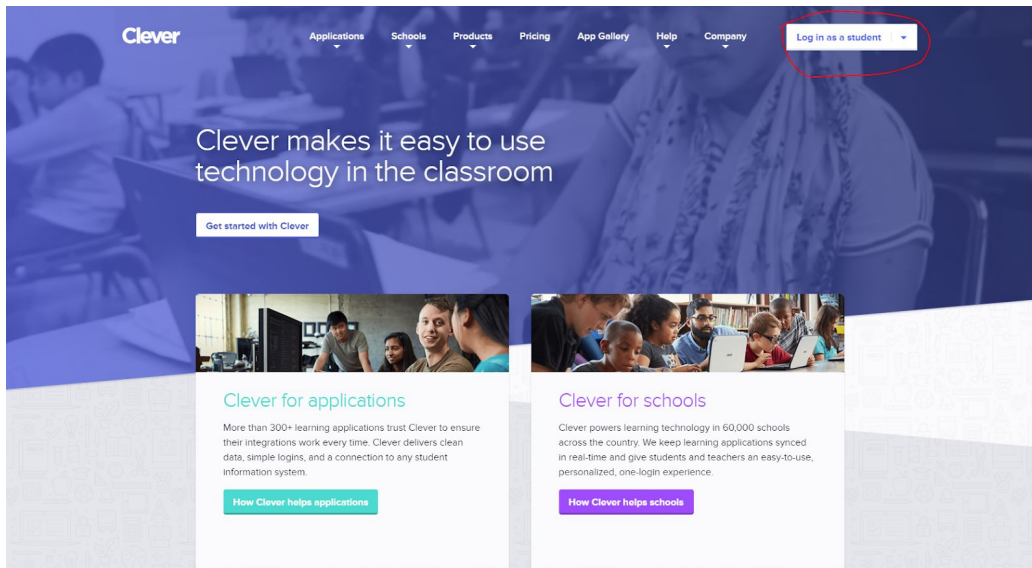 Clever
Applications Schools Products Pricing App Gallery Help Company Log in as a student
Clever makes it easy to use
technology in the classroom
Get started with Clever
Clever for applications
More than 300+ learning applications trust Clever to ensure
their integrations work every time. Clever delivers clean
data, simple logins, and a connection to any student
information system.
How Clever helps applications
Clever for schools
Clever powers learning technology in 60,000 schools
across the country. We keep learning applications synced
in real-time and give students and teachers an easy-to-use,
personalized, one-login experience.
How Clever helps schools